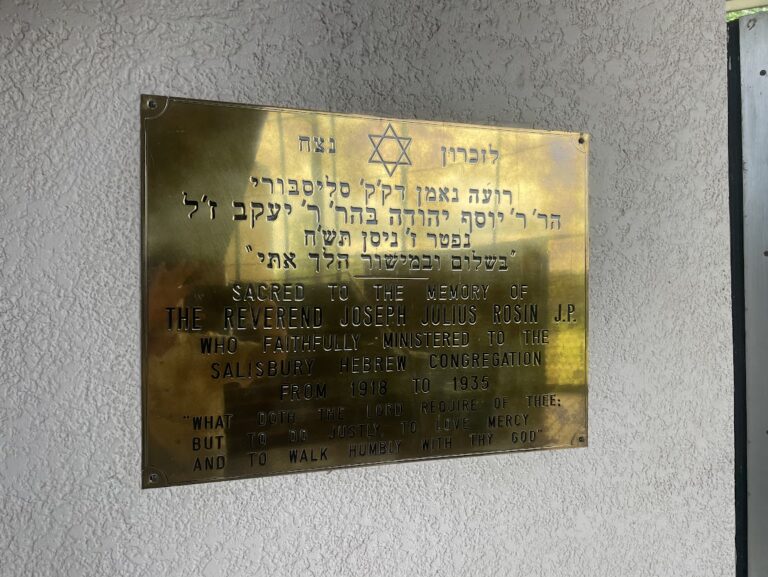 לזכרון נצח
רועה נאמן דק'ק' סליסבורי
הר' ר' יוסף יהודה בהר' ר' יעקב ז'ל
נפטר ז' ניסן תש'ח
"בשלום ובמישור הלך אתי"
SACRED TO THE MEMORY OF
THE REVEREND JOSEPH JULIUS ROSIN J.P.
WHO FAITHFULLY MINISTERED TO THE
SALISBURY HEBREW CONGREGATION
FROM 1918 TO 1935
"WHAT DOTH THE LORD REQUIRE OF THEE:
BUT TO DO JUSTLY, TO LOVE MERCY
AND TO WALK HUMBLY WITH THY GOD"